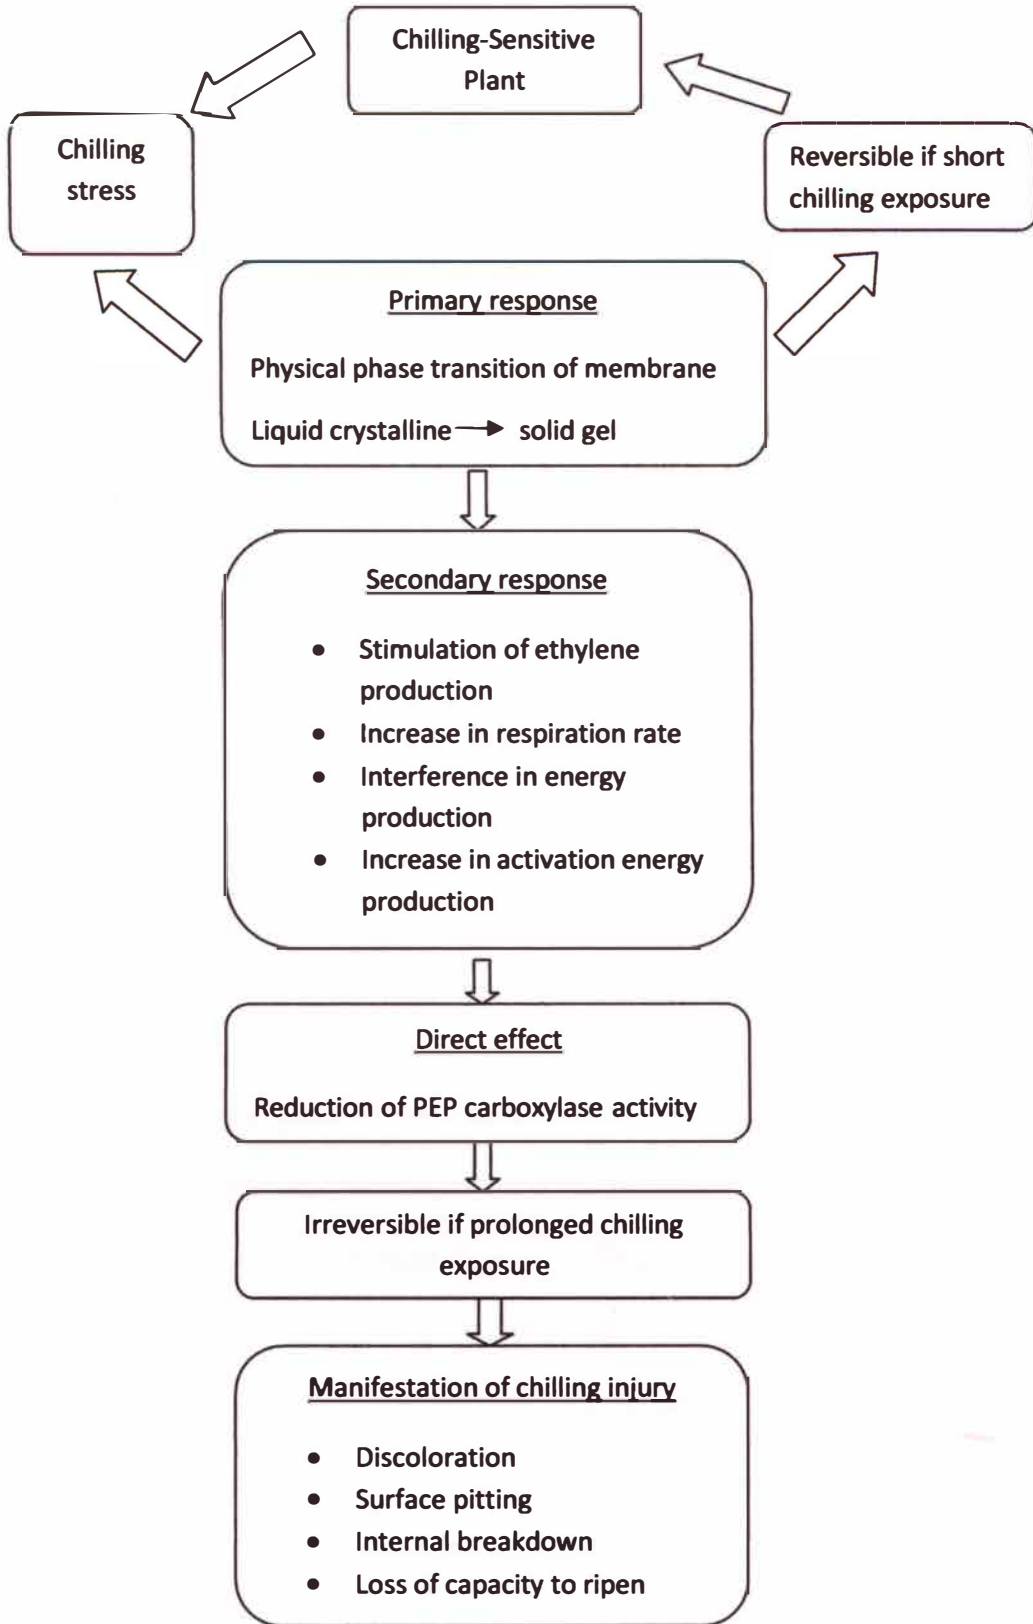 Chilling-Sensitive
Plant
Chilling
stress
Reversible if short
chilling exposure
Primary response
Physical phase transition of membrane
Liquid crystalline → solid gel
Secondary response
• Stimulation of ethylene
production
• Increase in respiration rate
• Interference in energy
production
• Increase in activation energy
production
Direct effect
Reduction of PEP carboxylase activity
Irreversible if prolonged chilling
exposure
Manifestation of chilling injury
• Discoloration
• Surface pitting
• Internal breakdown
• Loss of capacity to ripen